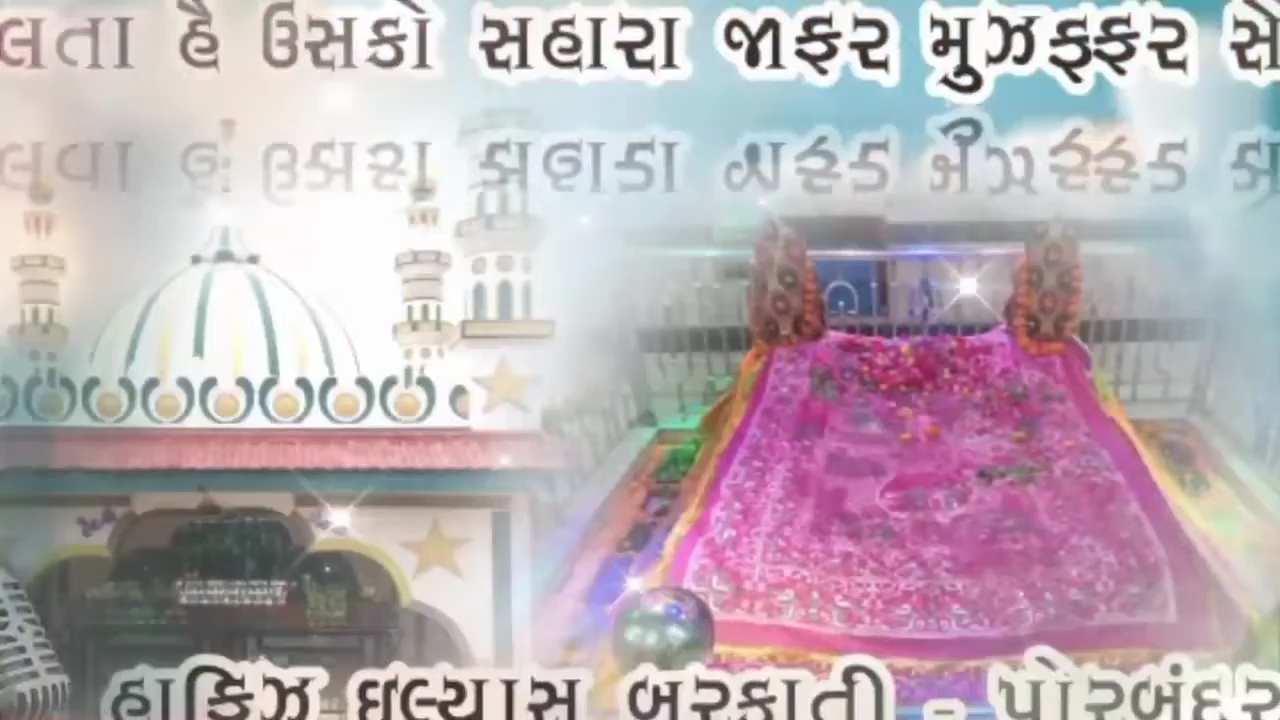 લતા હૈ ઉસકો સહારા જાફર મુઝફ્ફર સે
હાફિઝ ઇલ્યાસ બરકાતી - પોરબંદર